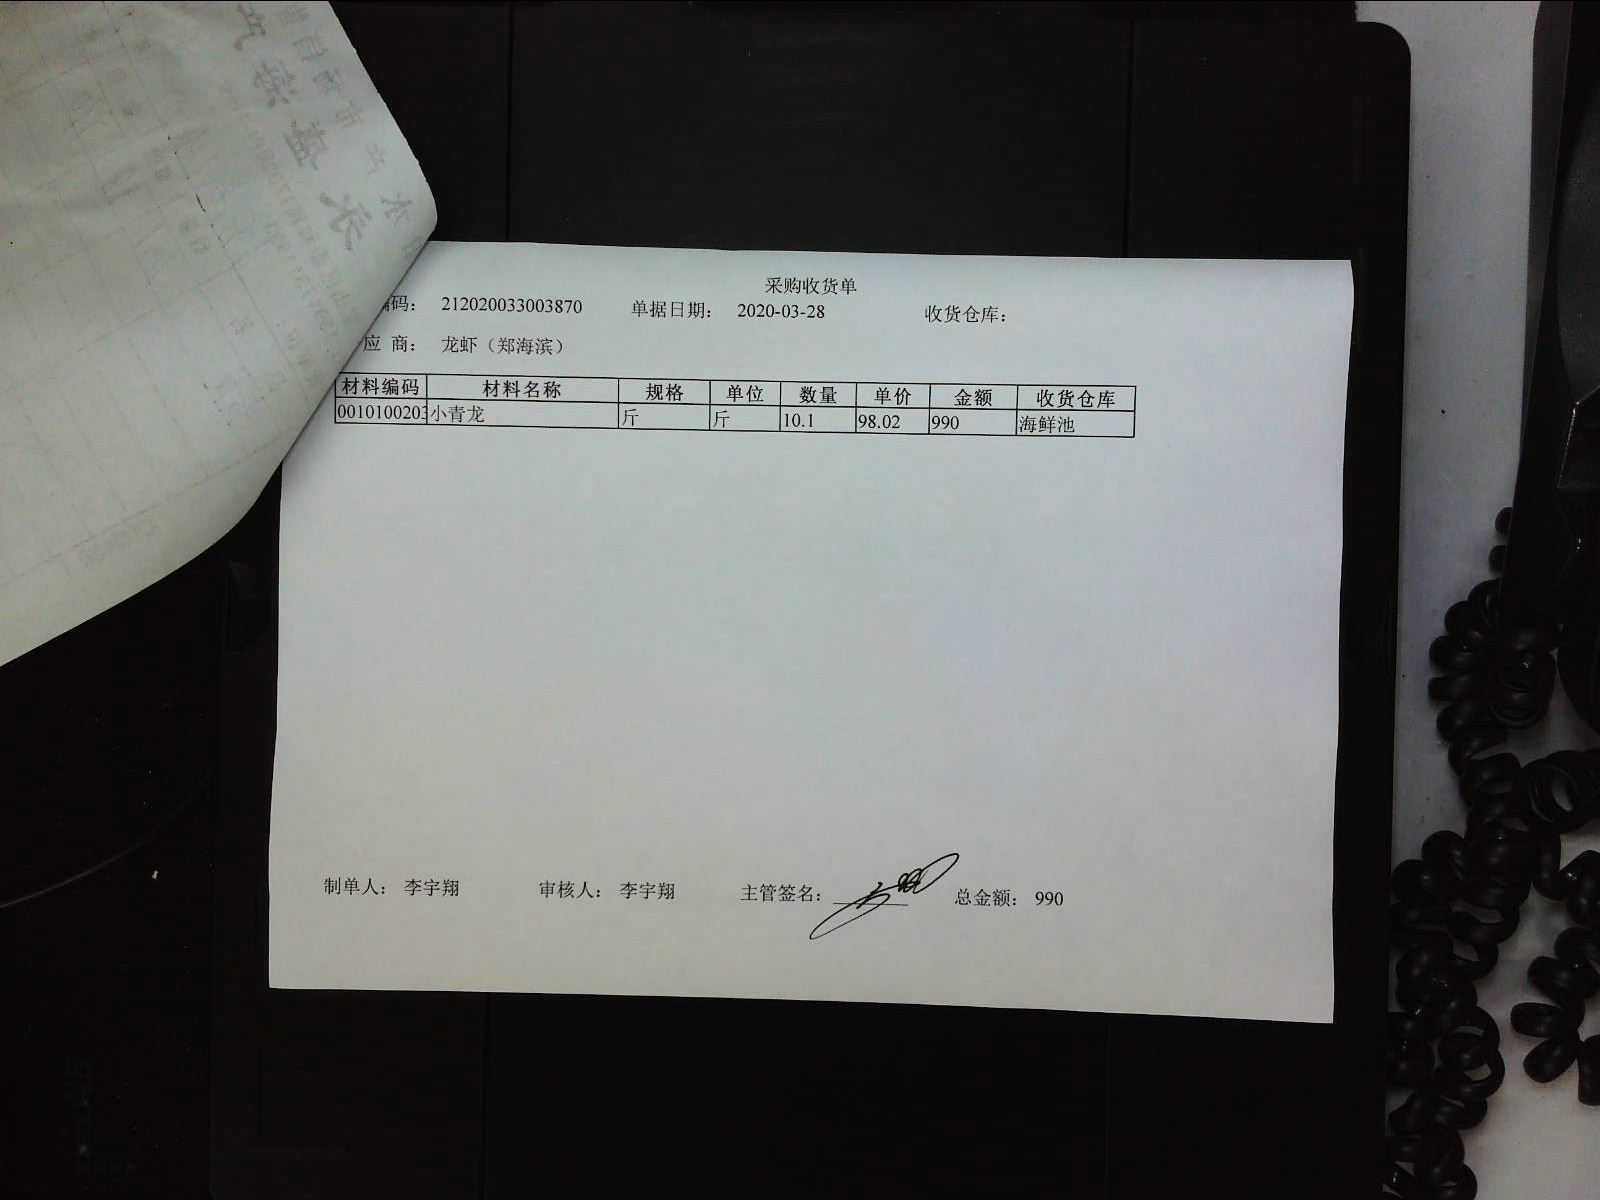 采购收货单
编码： 212020033003870 单据日期： 2020-03-28 收货仓库：
应 商： 龙虾（郑海滨）
材料编码 材料名称 规格 单位 数量 单价 金额 收货仓库
0010100203 小青龙 斤 斤 10.1 98.02 990 海鲜池
制单人： 李宇翔 审核人： 李宇翔 主管签名： 总金额： 990